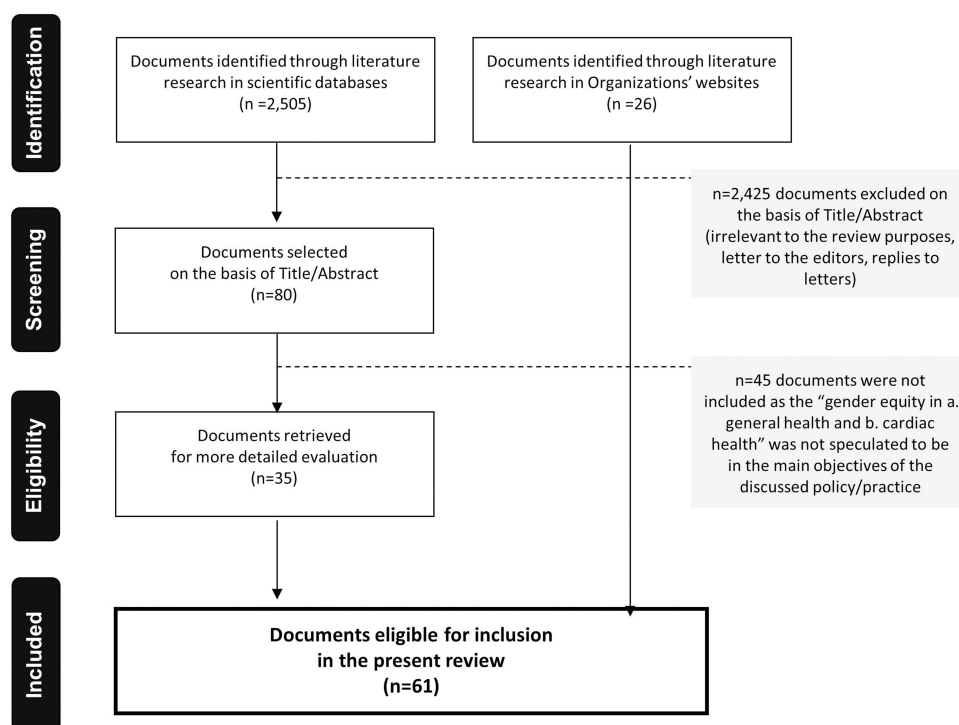 Identification
Documents identified through literature
research in scientific databases
(n =2,505)
Documents identified through literature
research in Organizations’ websites
(n =26)
n=2,425 documents excluded on
the basis of Title/Abstract
(irrelevant to the review purposes,
letter to the editors, replies to
letters)
Screening
Documents selected
on the basis of Title/Abstract
(n=80)
n=45 documents were not
included as the “gender equity in a.
general health and b. cardiac
health” was not speculated to be
in the main objectives of the
discussed policy/practice
Eligibility
Documents retrieved
for more detailed evaluation
(n=35)
Included
Documents eligible for inclusion
in the present review
(n=61)